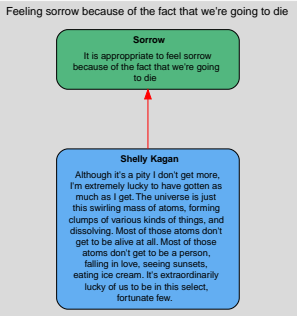 Feeling sorrow because of the fact that we're going to die
Sorrow
It is approppriate to feel sorrow
because of the fact that we're going
to die
Shelly Kagan
Although it's a pity I don't get more,
I'm extremely lucky to have gotten as
much as I get. The universe is just
this swirling mass of atoms, forming
clumps of various kinds of things, and
dissolving. Most of those atoms don't
get to be alive at all. Most of those
atoms don't get to be a person,
falling in love, seeing sunsets,
eating ice cream. It's extraordinarily
lucky of us to be in this select,
fortunate few.